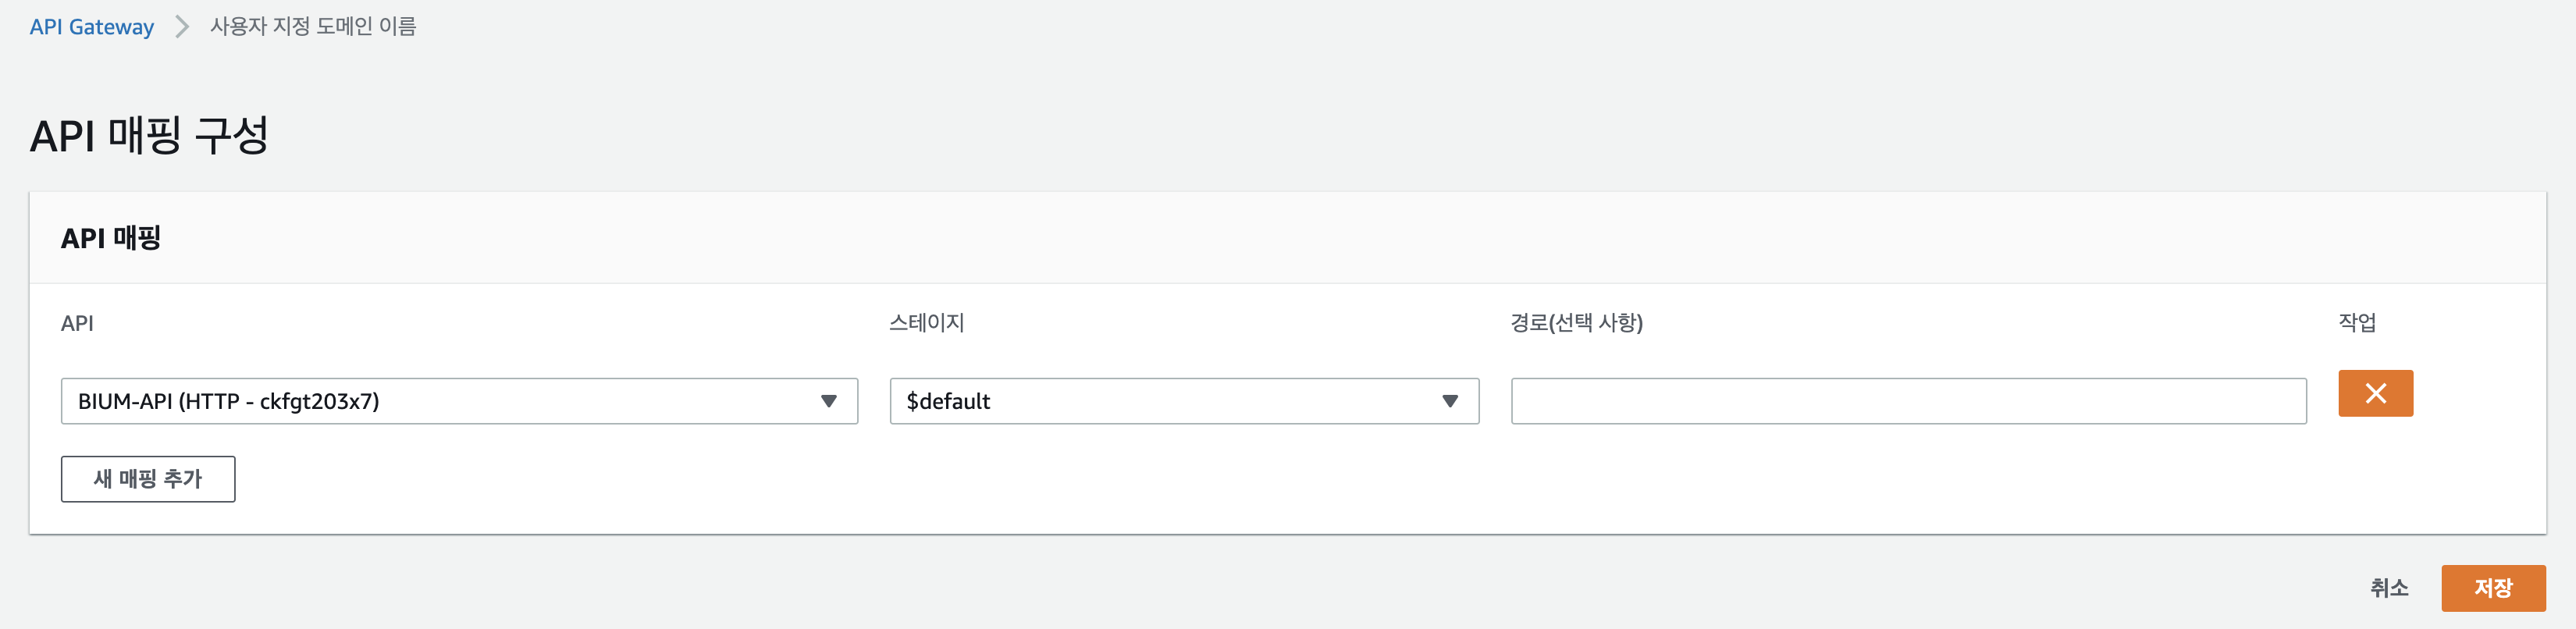 API Gateway 사용자 지정 도메인 이름
API 매핑 구성
API 매핑
API 스테이지 경로(선택 사항) 작업
BIUM-API (HTTP - ckfgt203x7) $default
새 매핑 추가
취소 저장